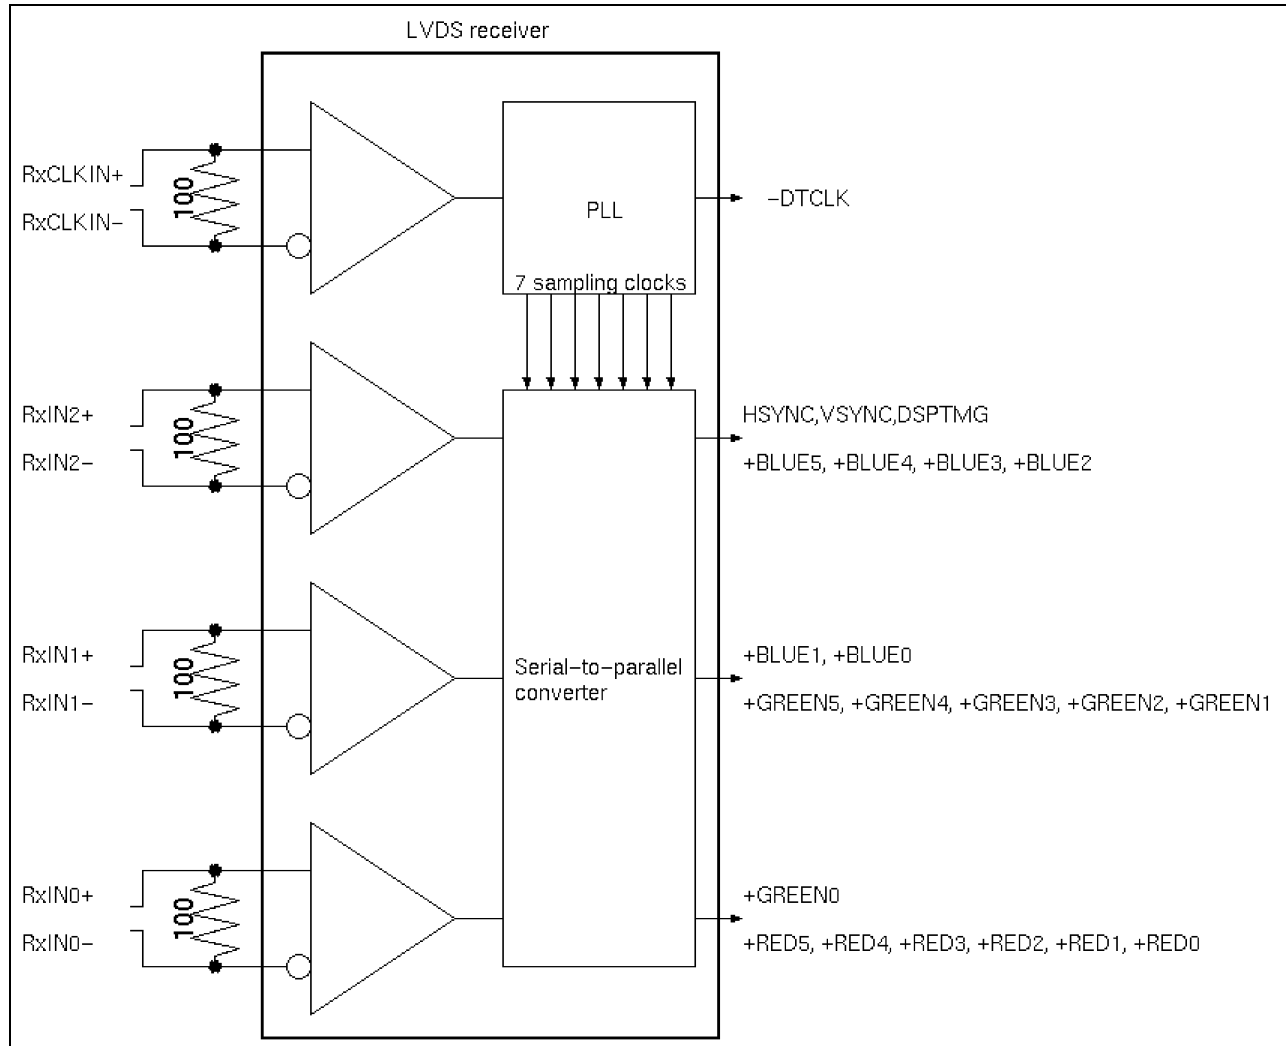 LVDS receiver
RxCLKIN+
RxCLKIN-
100
PLL
-DTCLK
7 sampling clocks
RxIN2+
RxIN2-
100
HSYNC,VSYNC,DSPTMG
+BLUE5, +BLUE4, +BLUE3, +BLUE2
RxIN1+
RxIN1-
100
Serial-to-parallel
converter
+BLUE1, +BLUE0
+GREEN5, +GREEN4, +GREEN3, +GREEN2, +GREEN1
RxIN0+
RxIN0-
100
+GREEN0
+RED5, +RED4, +RED3, +RED2, +RED1, +RED0